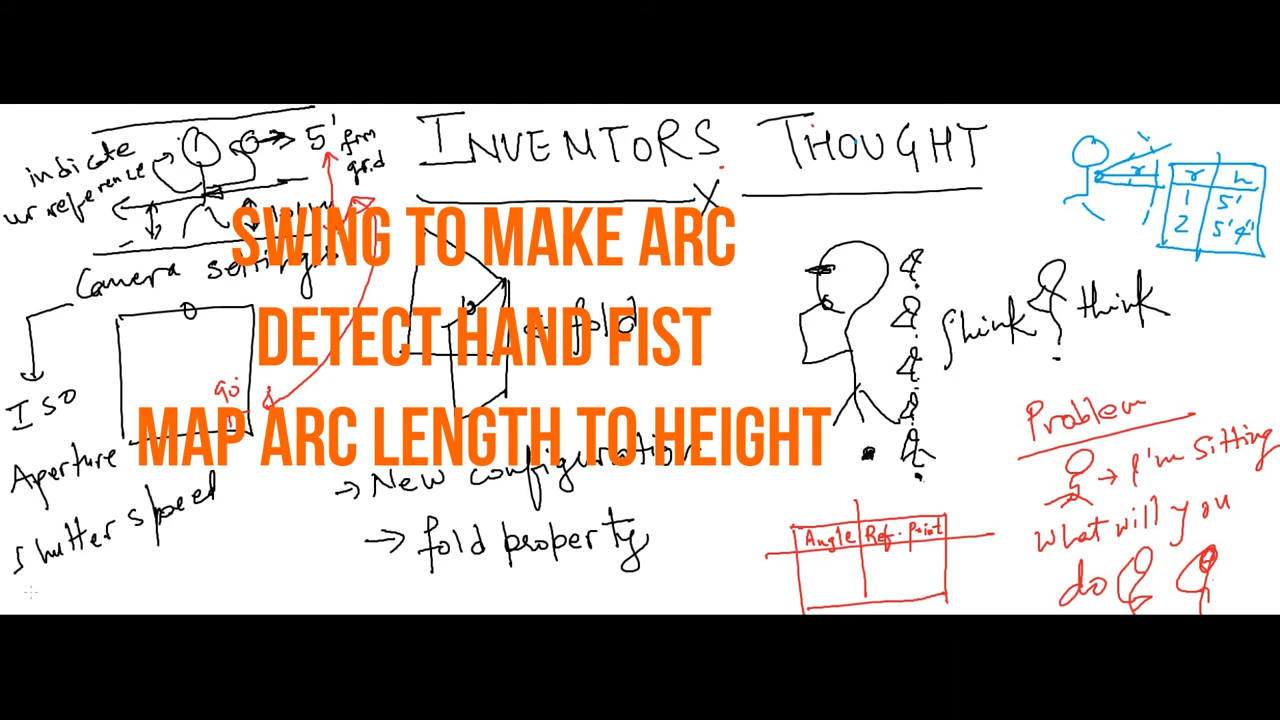 INVENTORS THOUGHT
indicate
wr reference
5' frm
grd
Camera settings
ISO
Aperture
shutter speed
90°
SWING TO MAKE ARC
DETECT HAND FIST
MAP ARC LENGTH TO HEIGHT
fold
→ New configuration
→ fold property
think
think
r
r h
1 5'
2 5'4"
Problem
→ I'm sitting
what will you
do
Angle Ref. Point